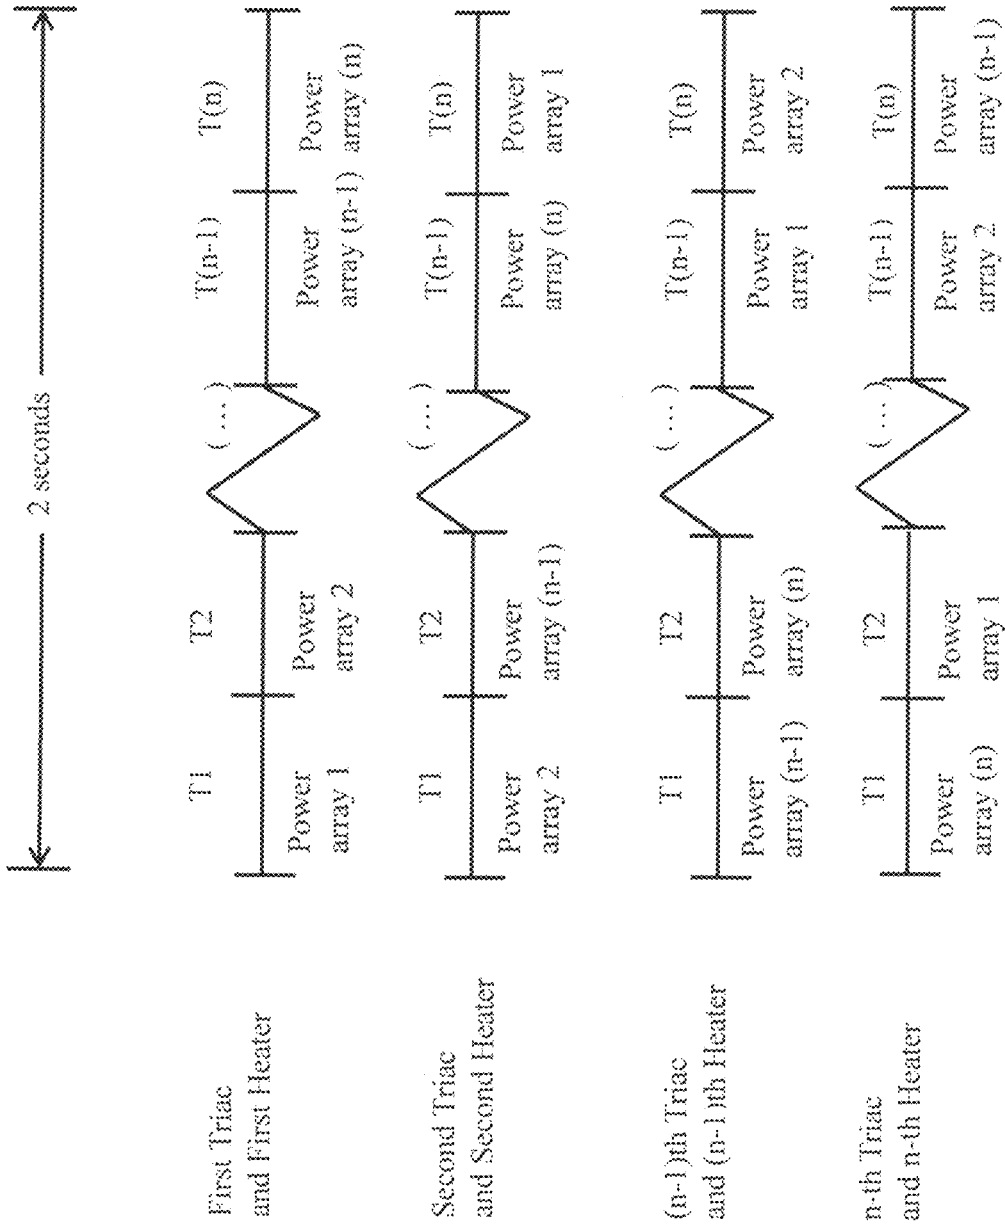 2 seconds
First Triac
and First Heater
T1
T2
(...)
T(n-1)
T(n)
Power
array 1
Power
array 2
Power
array (n-1)
Power
array (n)
Second Triac
and Second Heater
T1
T2
(...)
T(n-1)
T(n)
Power
array 2
Power
array (n-1)
Power
array (n)
Power
array 1
(n-1)th Triac
and (n-1)th Heater
T1
T2
(...)
T(n-1)
T(n)
Power
array (n-1)
Power
array (n)
Power
array 1
Power
array 2
n-th Triac
and n-th Heater
T1
T2
(...)
T(n-1)
T(n)
Power
array (n)
Power
array 1
Power
array 2
Power
array (n-1)